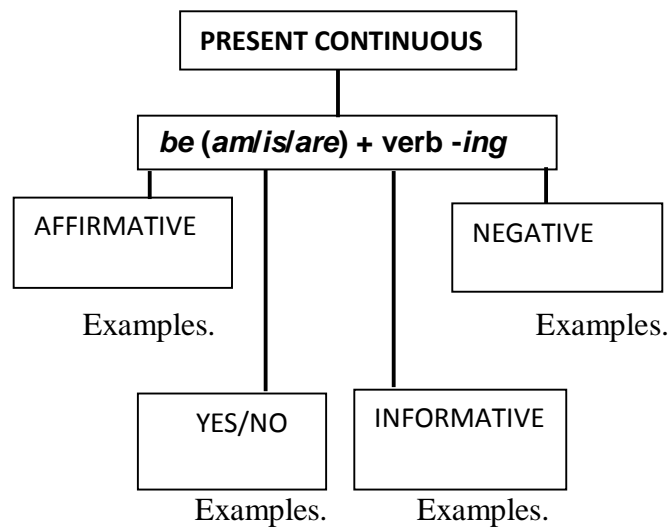 PRESENT CONTINUOUS
be (am/is/are) + verb -ing
AFFIRMATIVE
NEGATIVE
Examples.
Examples.
YES/NO
INFORMATIVE
Examples.
Examples.